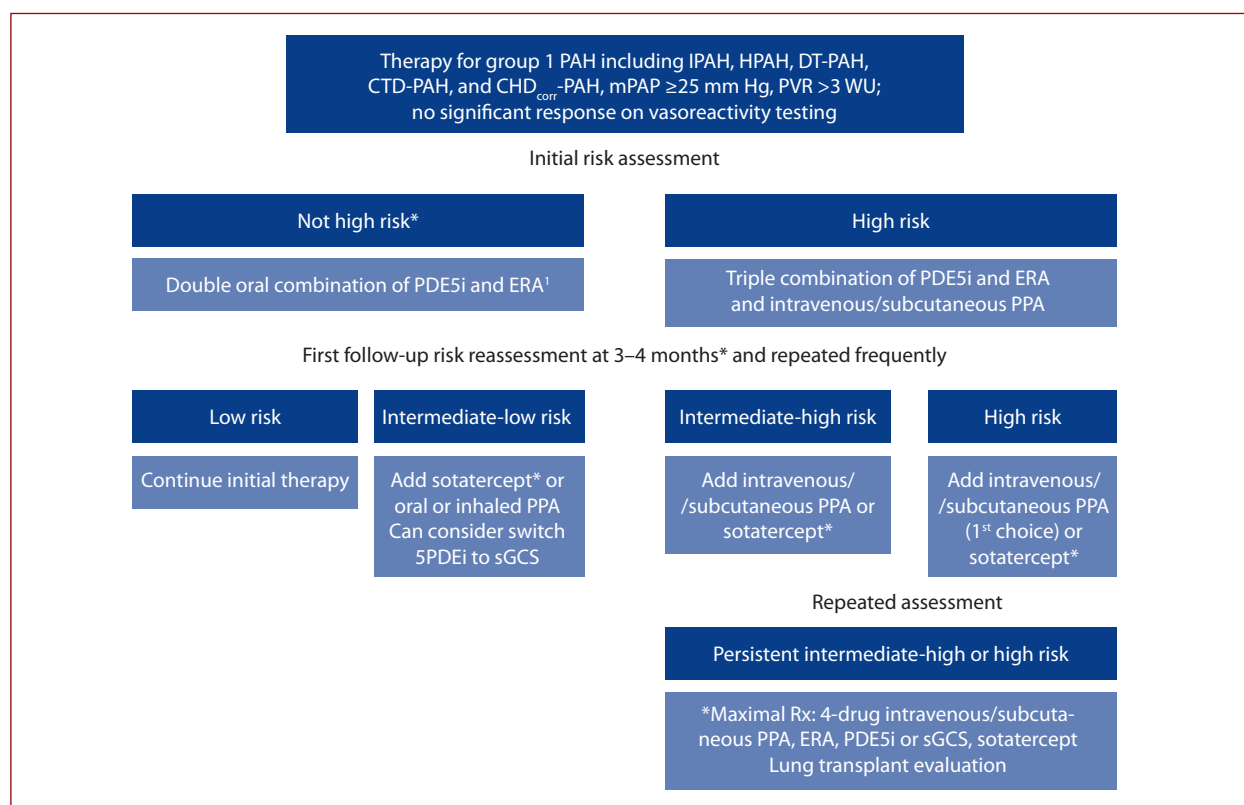 Therapy for group 1 PAH including IPAH, HPAH, DT-PAH,
CTD-PAH, and CHDcorr-PAH, mPAP ≥25 mm Hg, PVR >3 WU;
no significant response on vasoreactivity testing
Initial risk assessment
Not high risk*
High risk
Double oral combination of PDE5i and ERA¹
Triple combination of PDE5i and ERA
and intravenous/subcutaneous PPA
First follow-up risk reassessment at 3–4 months* and repeated frequently
Low risk
Intermediate-low risk
Intermediate-high risk
High risk
Continue initial therapy
Add sotatercept* or
oral or inhaled PPA
Can consider switch
5PDEi to sGCS
Add intravenous/
/subcutaneous PPA or
sotatercept*
Add intravenous/
/subcutaneous PPA
(1st choice) or
sotatercept*
Repeated assessment
Persistent intermediate-high or high risk
*Maximal Rx: 4-drug intravenous/subcuta-
neous PPA, ERA, PDE5i or sGCS, sotatercept
Lung transplant evaluation